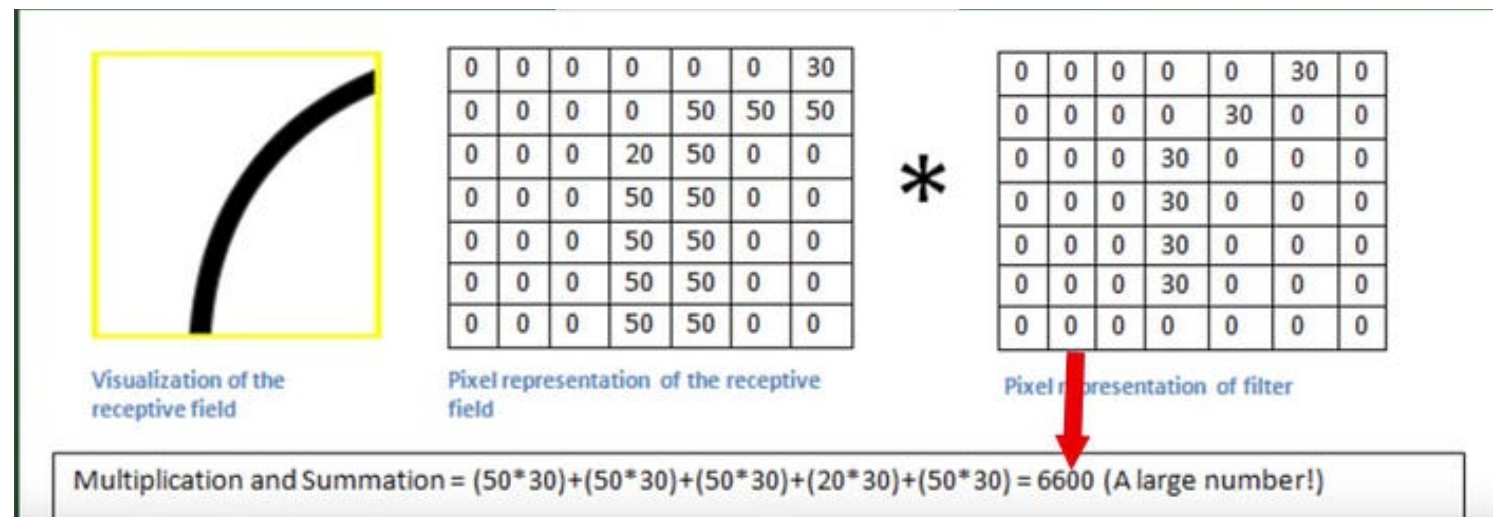 0 0 0 0 0 0 30
0 0 0 0 50 50 50
0 0 0 20 50 0 0
0 0 0 50 50 0 0
0 0 0 50 50 0 0
0 0 0 50 50 0 0
0 0 0 50 50 0 0
*
0 0 0 0 0 30 0
0 0 0 0 30 0 0
0 0 0 30 0 0 0
0 0 0 30 0 0 0
0 0 0 30 0 0 0
0 0 0 30 0 0 0
0 0 0 0 0 0 0
Visualization of the
receptive field
Pixel representation of the receptive
field
Pixel representation of filter
Multiplication and Summation = (50*30)+(50*30)+(50*30)+(20*30)+(50*30) = 6600 (A large number!)